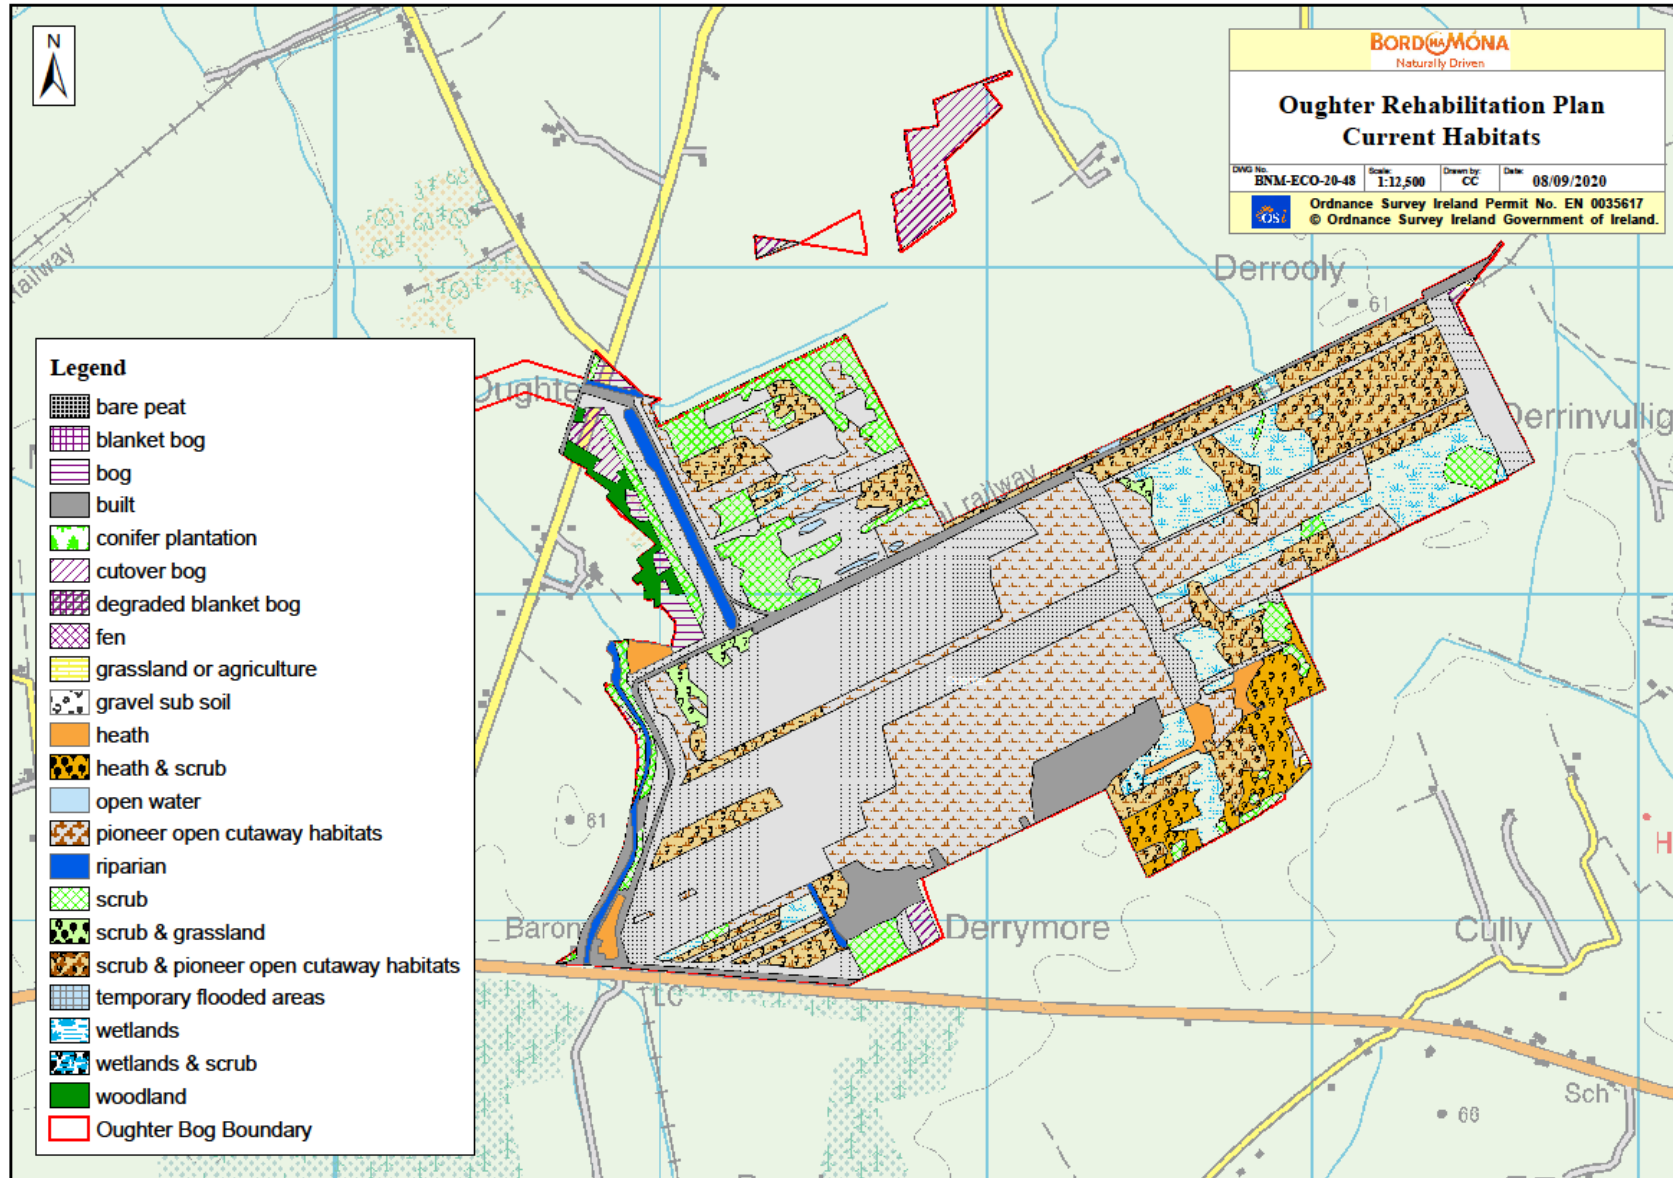 N
BORD NA MÓNA
Naturally Driven
Oughter Rehabilitation Plan
Current Habitats
DWG No.
BNM-ECO-20-48
Scale:
1:12,500
Drawn by:
CC
Date:
08/09/2020
OSi
Ordnance Survey Ireland Permit No. EN 0035617
© Ordnance Survey Ireland Government of Ireland.
Railway
Derrooly
61
Oughter
Derrinvullig
railway
Legend
bare peat
blanket bog
bog
built
conifer plantation
cutover bog
degraded blanket bog
fen
grassland or agriculture
gravel sub soil
heath
heath & scrub
open water
pioneer open cutaway habitats
riparian
scrub
scrub & grassland
scrub & pioneer open cutaway habitats
temporary flooded areas
wetlands
wetlands & scrub
woodland
Oughter Bog Boundary
61
H
Baron
Derrymore
Cully
LC
Sch